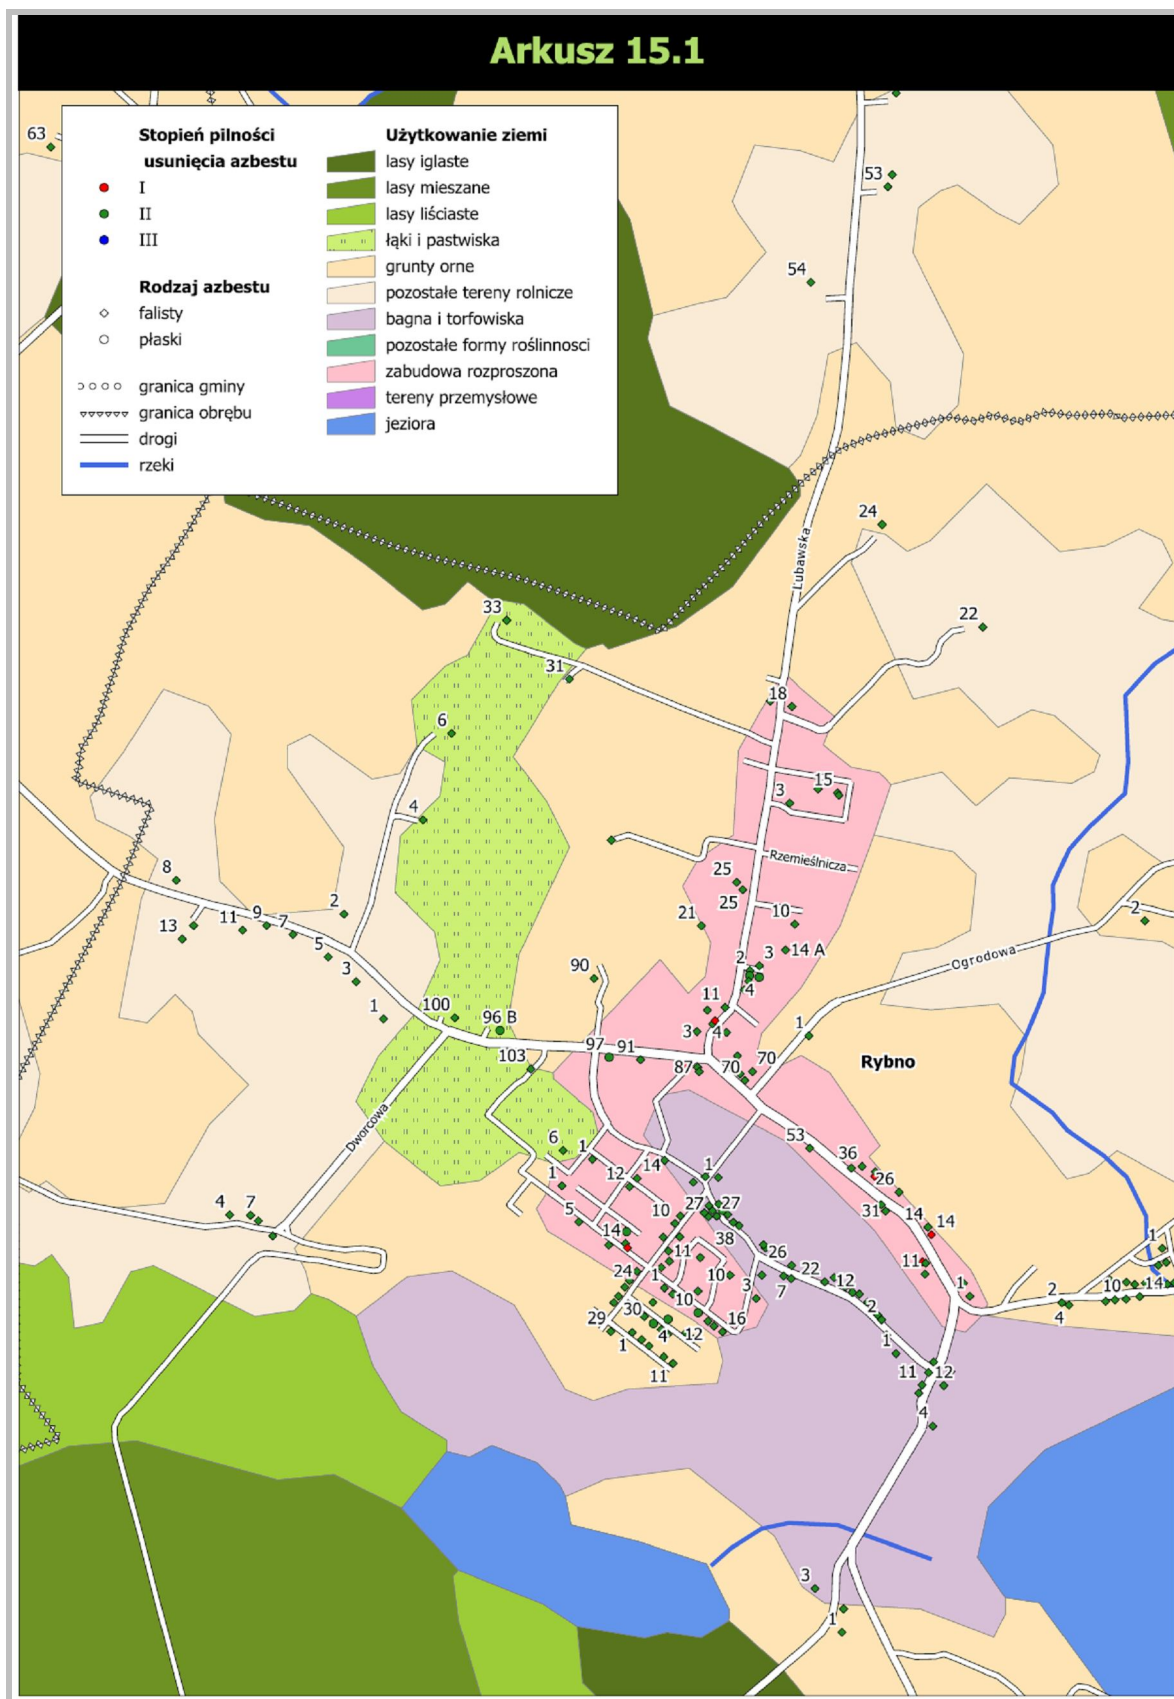 Arkusz 15.1
Stopień pilności
usunięcia azbestu
I
II
III
Rodzaj azbestu
falisty
płaski
granica gminy
granica obrębu
drogi
rzeki
Użytkowanie ziemi
lasy iglaste
lasy mieszane
lasy liściaste
łąki i pastwiska
grunty orne
pozostałe tereny rolnicze
bagna i torfowiska
pozostałe formy roślinnosci
zabudowa rozproszona
tereny przemysłowe
jeziora
63
53
54
24
Łubawska
22
33
31
18
6
15
3
4
Rzemieślnicza
8
25
25
2
10
2
13
11
9
7
21
5
3
14 A
2
Ogrodowa
90
3
4
1
100
96 B
11
3
4
1
97
91
Rybno
103
87
70
70
Dworcowa
53
6
1
14
36
12
1
26
1
4
7
5
10
27
27
31
14
14
14
38
11
26
1
24
1
10
3
22
11
7
12
10
14
1
2
30
10
16
2
4
29
4
12
1
1
11
11
12
4
3
1